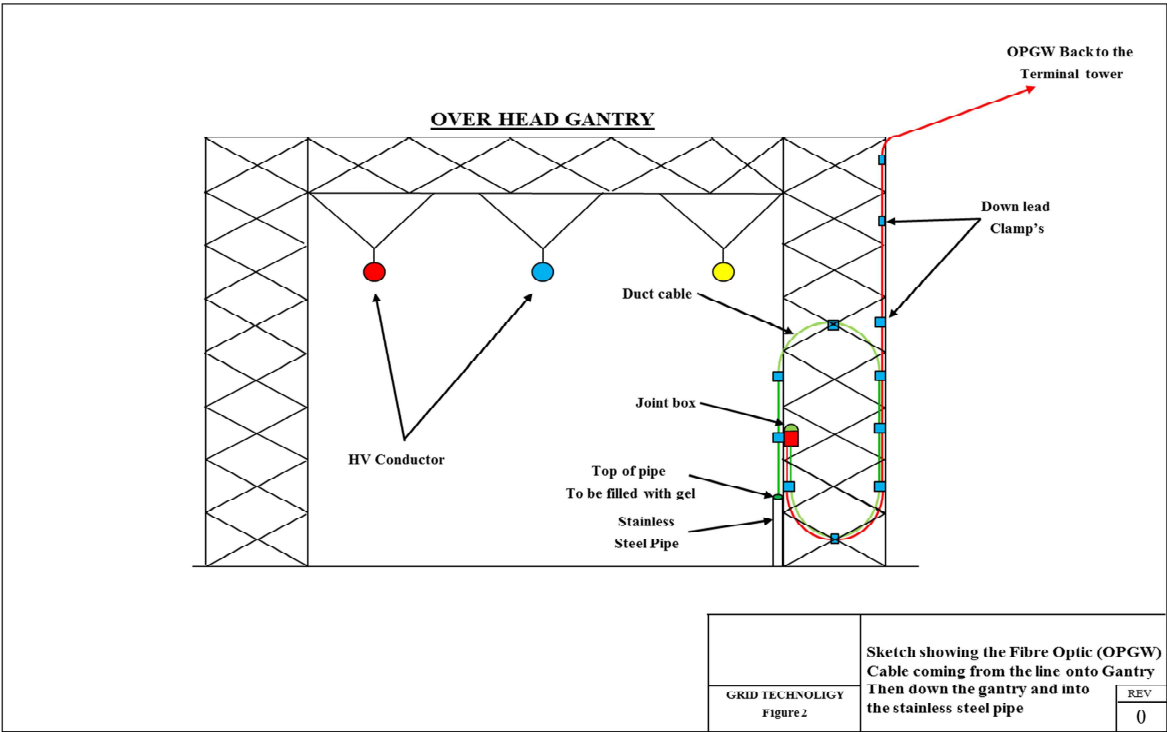 OPGW Back to the
Terminal tower
OVER HEAD GANTRY
Down lead
Clamp's
Duct cable
Joint box
HV Conductor
Top of pipe
To be filled with gel
Stainless
Steel Pipe
Sketch showing the Fibre Optic (OPGW)
Cable coming from the line onto Gantry
Then down the gantry and into
the stainless steel pipe
GRID TECHNOLIGY
Figure 2
REV
0